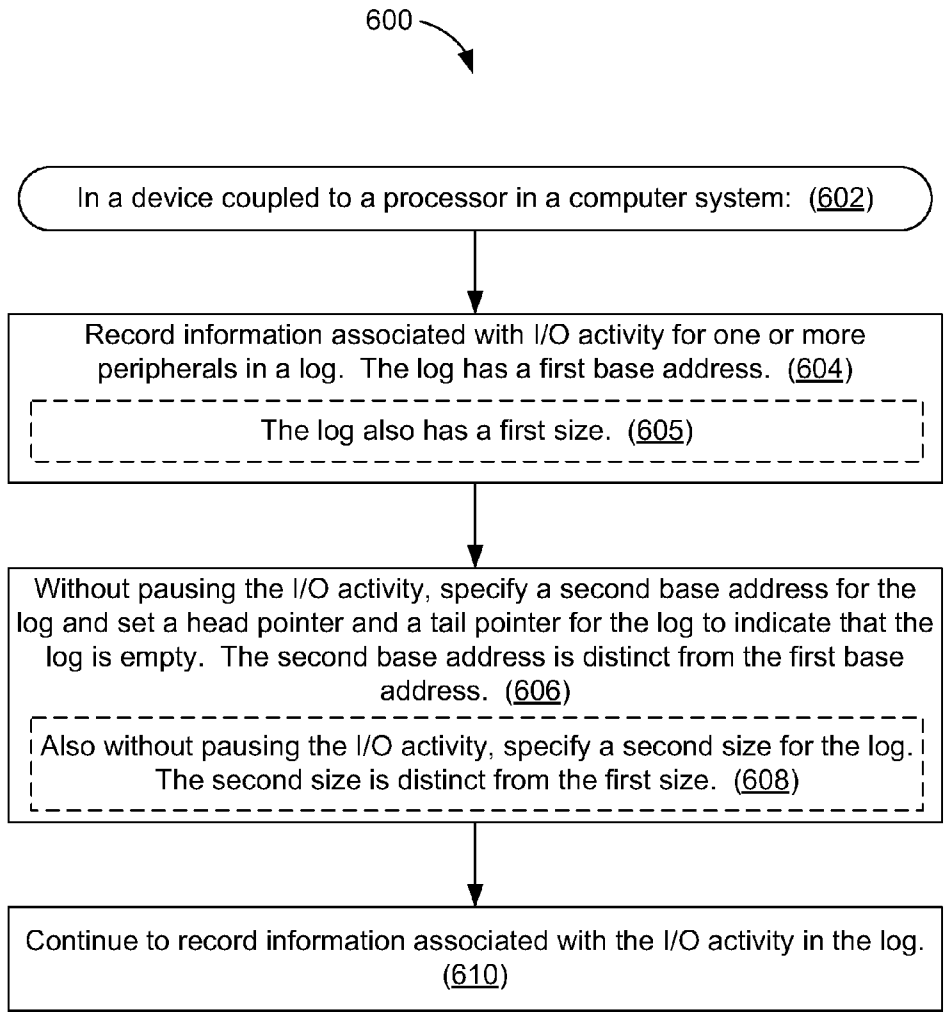 600
In a device coupled to a processor in a computer system: (602)
Record information associated with I/O activity for one or more
peripherals in a log. The log has a first base address. (604)
The log also has a first size. (605)
Without pausing the I/O activity, specify a second base address for the
log and set a head pointer and a tail pointer for the log to indicate that the
log is empty. The second base address is distinct from the first base
address. (606)
Also without pausing the I/O activity, specify a second size for the log.
The second size is distinct from the first size. (608)
Continue to record information associated with the I/O activity in the log.
(610)